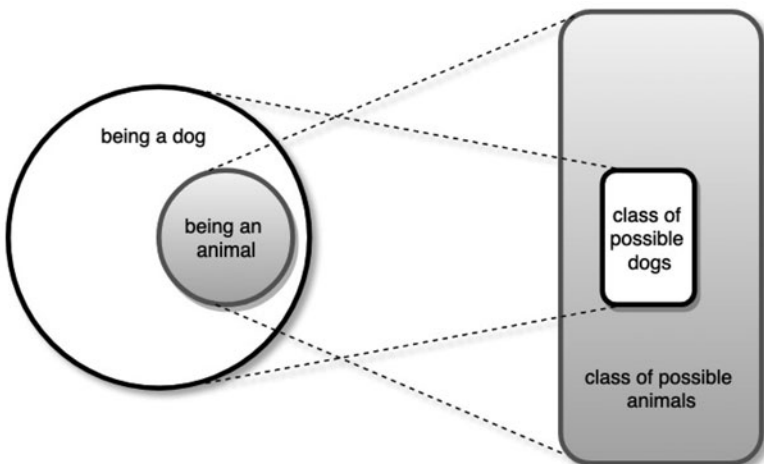 being a dog
being an
animal
class of
possible
dogs
class of possible
animals